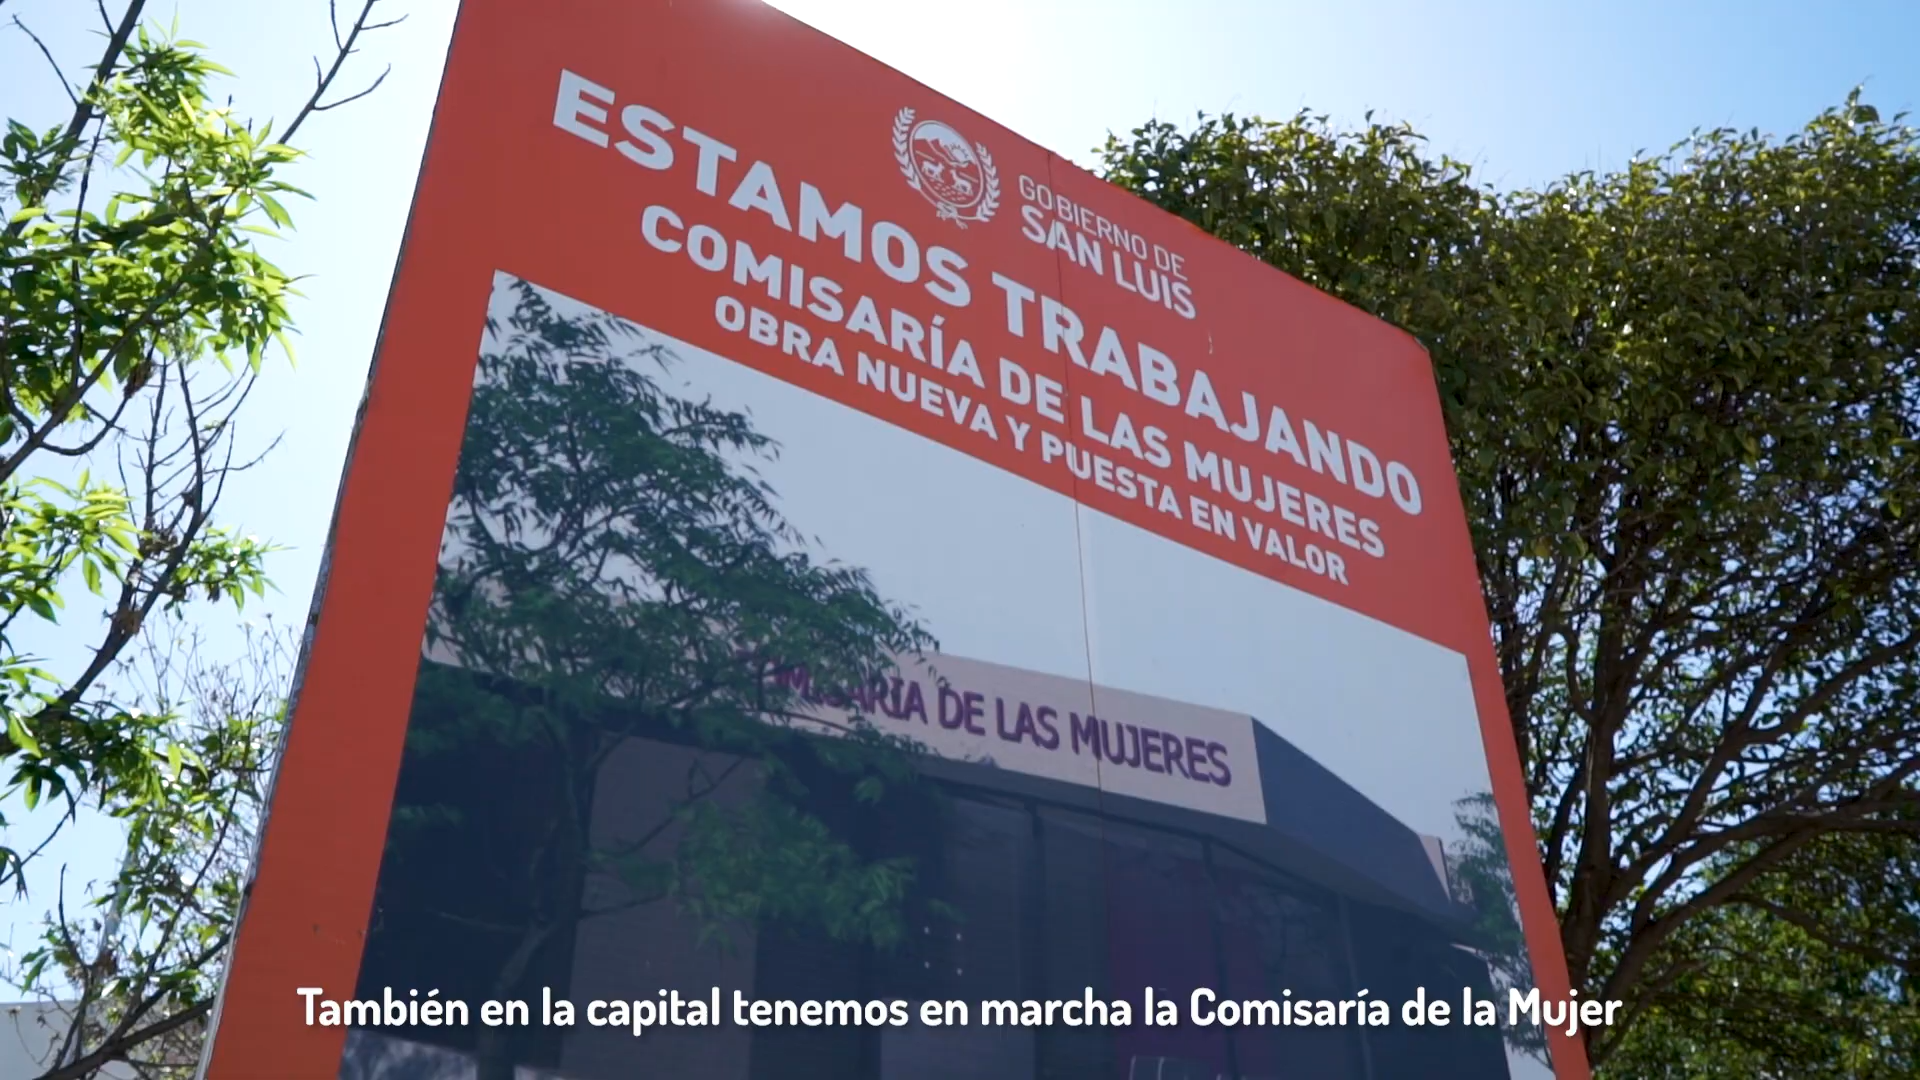 GOBIERNO DE
SAN LUIS
ESTAMOS TRABAJANDO
COMISARÍA DE LAS MUJERES
OBRA NUEVA Y PUESTA EN VALOR
COMISARIA DE LAS MUJERES
También en la capital tenemos en marcha la Comisaría de la Mujer